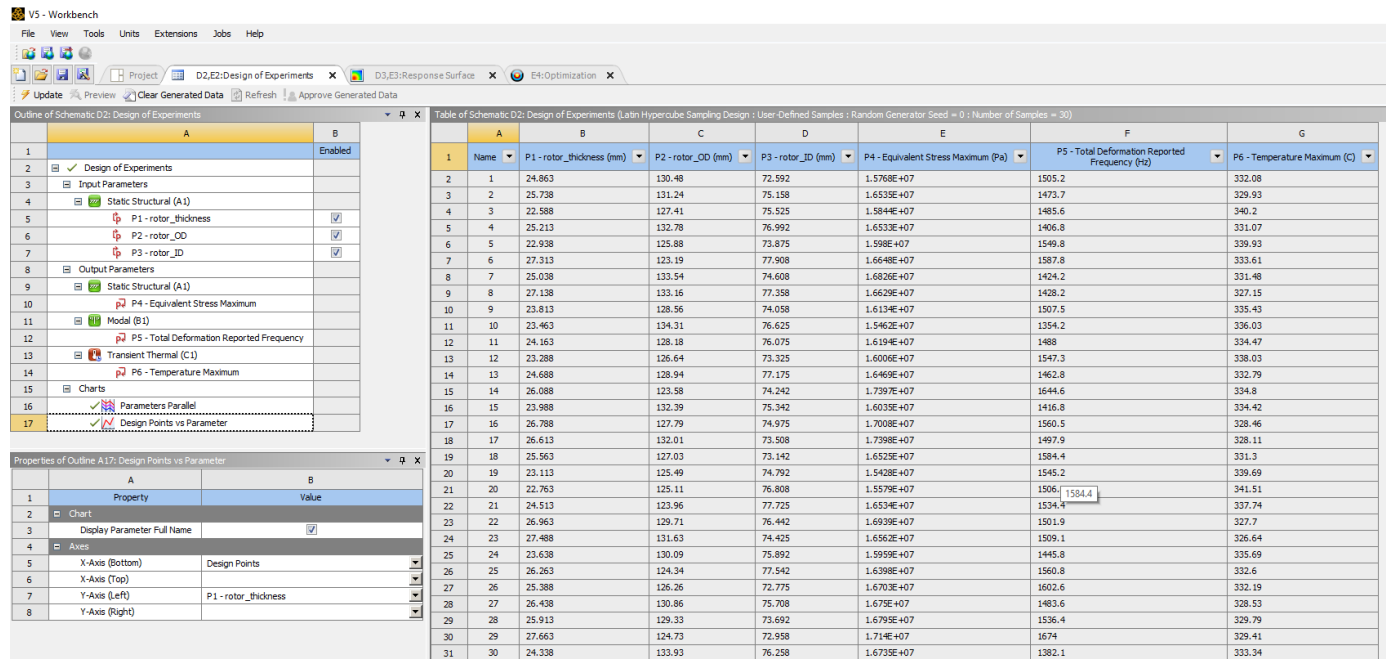 V5 - Workbench
File View Tools Units Extensions Jobs Help
Project D2,E2:Design of Experiments D3,E3:Response Surface E4:Optimization
Update Preview Clear Generated Data Refresh Approve Generated Data
Outline of Schematic D2: Design of Experiments
A B
1 Enabled
2 Design of Experiments
3 Input Parameters
4 Static Structural (A1)
5 P1 - rotor_thickness
6 P2 - rotor_OD
7 P3 - rotor_ID
8 Output Parameters
9 Static Structural (A1)
10 P4 - Equivalent Stress Maximum
11 Modal (B1)
12 P5 - Total Deformation Reported Frequency
13 Transient Thermal (C1)
14 P6 - Temperature Maximum
15 Charts
16 Parameters Parallel
17 Design Points vs Parameter
Properties of Outline A17: Design Points vs Parameter
A B
1 Property Value
2 Chart
3 Display Parameter Full Name
4 Axes
5 X-Axis (Bottom) Design Points
6 X-Axis (Top)
7 Y-Axis (Left) P1 - rotor_thickness
8 Y-Axis (Right)
Table of Schematic D2: Design of Experiments (Latin Hypercube Sampling Design : User-Defined Samples : Random Generator Seed = 0 : Number of Samples = 30)
A B C D E F G
1 Name P1 - rotor_thickness (mm) P2 - rotor_OD (mm) P3 - rotor_ID (mm) P4 - Equivalent Stress Maximum (Pa) P5 - Total Deformation Reported Frequency (Hz) P6 - Temperature Maximum (C)
2 1 24.863 130.48 72.592 1.5768E+07 1505.2 332.08
3 2 25.738 131.24 75.158 1.6535E+07 1473.7 329.93
4 3 22.588 127.41 75.525 1.5844E+07 1485.6 340.2
5 4 25.213 132.78 76.992 1.6533E+07 1406.8 331.07
6 5 22.938 125.88 73.875 1.598E+07 1549.8 339.93
7 6 27.313 123.19 77.908 1.6648E+07 1587.8 333.61
8 7 25.038 133.54 74.608 1.6826E+07 1424.2 331.48
9 8 27.138 133.16 77.358 1.6629E+07 1428.2 327.15
10 9 23.813 128.56 74.058 1.6134E+07 1507.5 335.43
11 10 23.463 134.31 76.625 1.5462E+07 1354.2 336.03
12 11 24.163 128.18 76.075 1.6194E+07 1488 334.47
13 12 23.288 126.64 73.325 1.6006E+07 1547.3 338.03
14 13 24.688 128.94 77.175 1.6469E+07 1462.8 332.79
15 14 26.088 123.58 74.242 1.7397E+07 1644.6 334.8
16 15 23.988 132.39 75.342 1.6035E+07 1416.8 334.42
17 16 26.788 127.79 74.975 1.7008E+07 1560.5 328.46
18 17 26.613 132.01 73.508 1.7398E+07 1497.9 328.11
19 18 25.563 127.03 73.142 1.6525E+07 1584.4 331.3
20 19 23.113 125.49 74.792 1.5428E+07 1545.2 339.69
21 20 22.763 125.11 76.808 1.5579E+07 1506. 341.51
1584.4
22 21 24.513 123.96 77.725 1.6534E+07 1534.4 337.74
23 22 26.963 129.71 76.442 1.6939E+07 1501.9 327.7
24 23 27.488 131.63 74.425 1.6562E+07 1509.1 326.64
25 24 23.638 130.09 75.892 1.5959E+07 1445.8 335.69
26 25 26.263 124.34 77.542 1.6398E+07 1560.8 332.6
27 26 25.388 126.26 72.775 1.6703E+07 1602.6 332.19
28 27 26.438 130.86 75.708 1.675E+07 1483.6 328.53
29 28 25.913 129.33 73.692 1.6795E+07 1536.4 329.79
30 29 27.663 124.73 72.958 1.714E+07 1674 329.41
31 30 24.338 133.93 76.258 1.6735E+07 1382.1 333.34